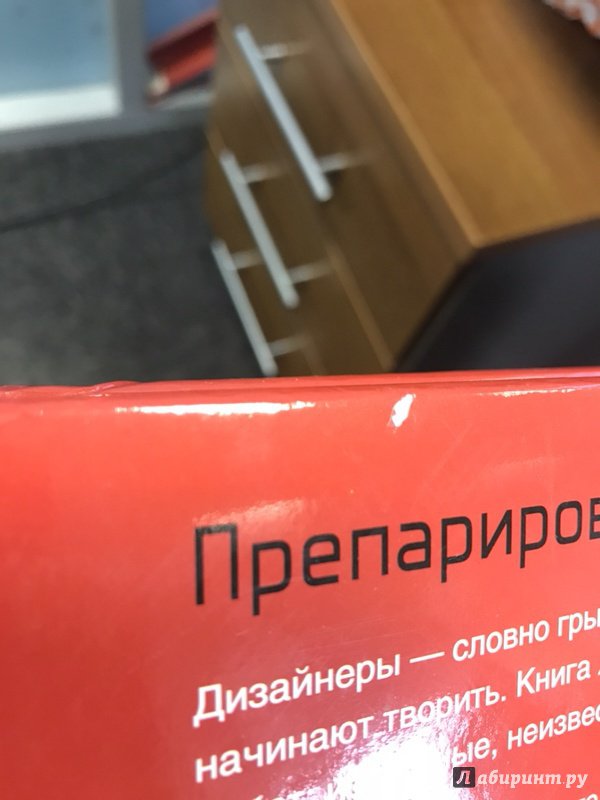 Препариров
Дизайнеры — словно гры
начинают творить. Книга
ые, неизвес
Лабиринт.ру